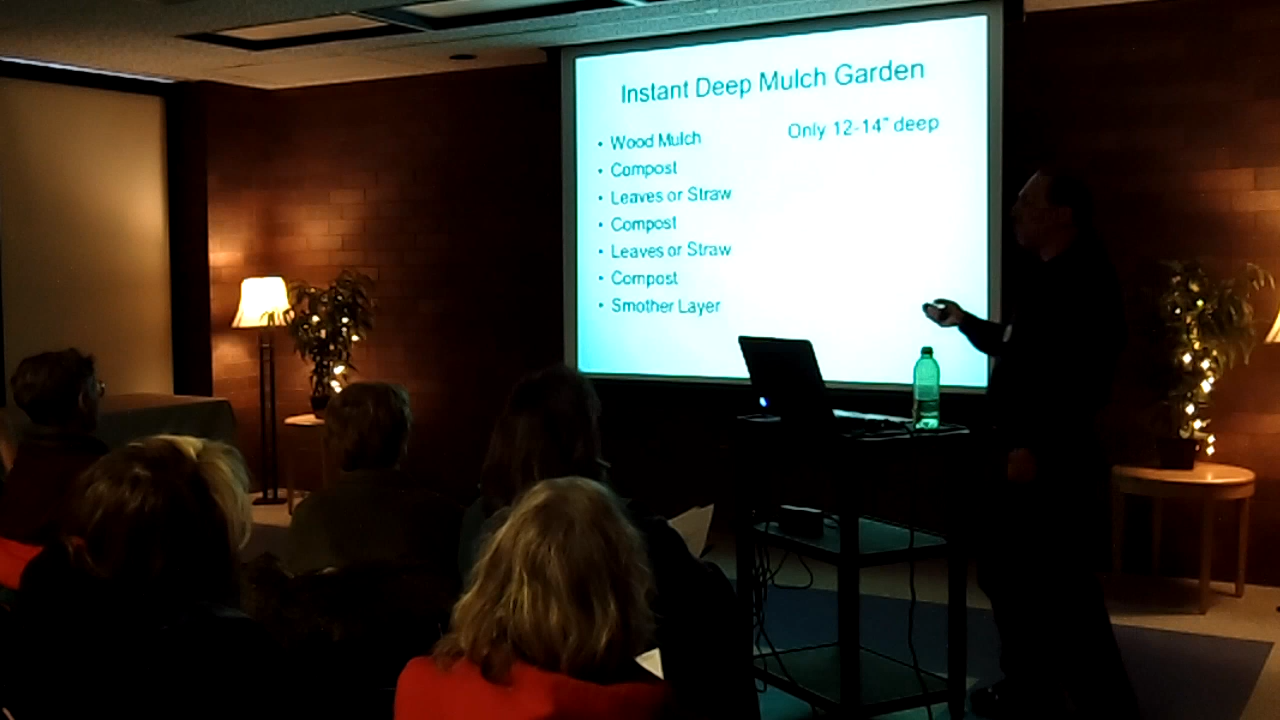 Instant Deep Mulch Garden
Only 12-14" deep
• Wood Mulch
• Compost
• Leaves or Straw
• Compost
• Leaves or Straw
• Compost
• Smother Layer